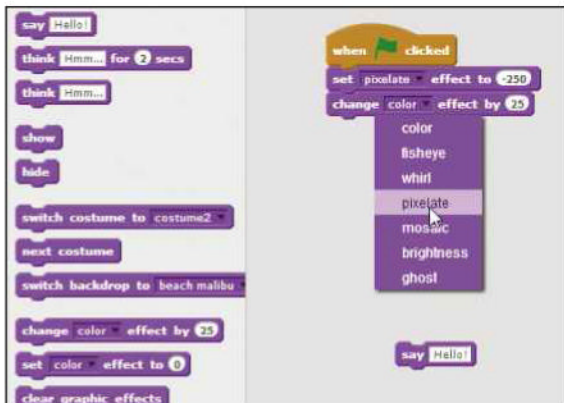 say Hello!
think Hmm... for 2 secs
think Hmm...
show
hide
switch costume to costume2
next costume
switch backdrop to beach malibu
change color effect by 25
set color effect to 0
clear graphic effects
when clicked
set pixelate effect to -250
change color effect by 25
color
fisheye
whirl
pixelate
mosaic
brightness
ghost
say Hello!